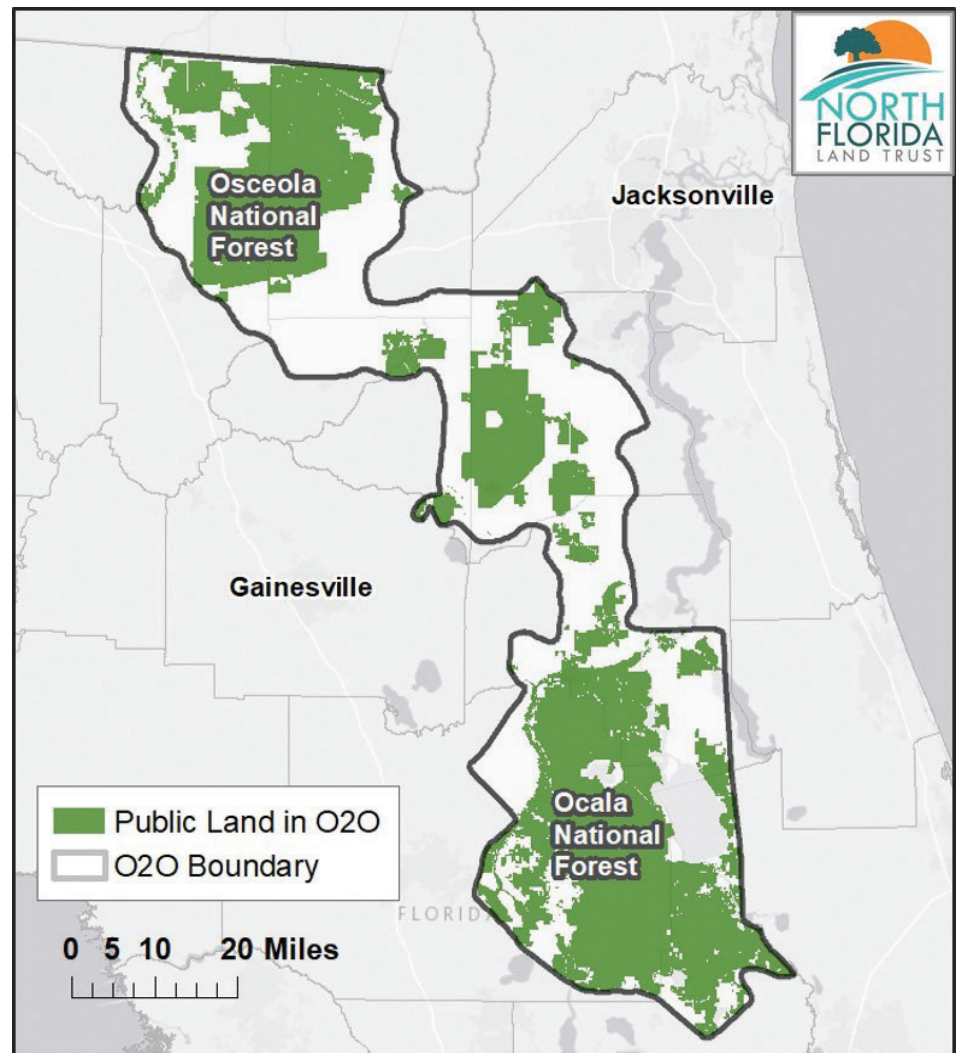 NORTH
FLORIDA
LAND TRUST
Osceola
National
Forest
Jacksonville
Gainesville
Ocala
National
Forest
Public Land in O2O
O2O Boundary
FLORIDA
0 5 10 20 Miles